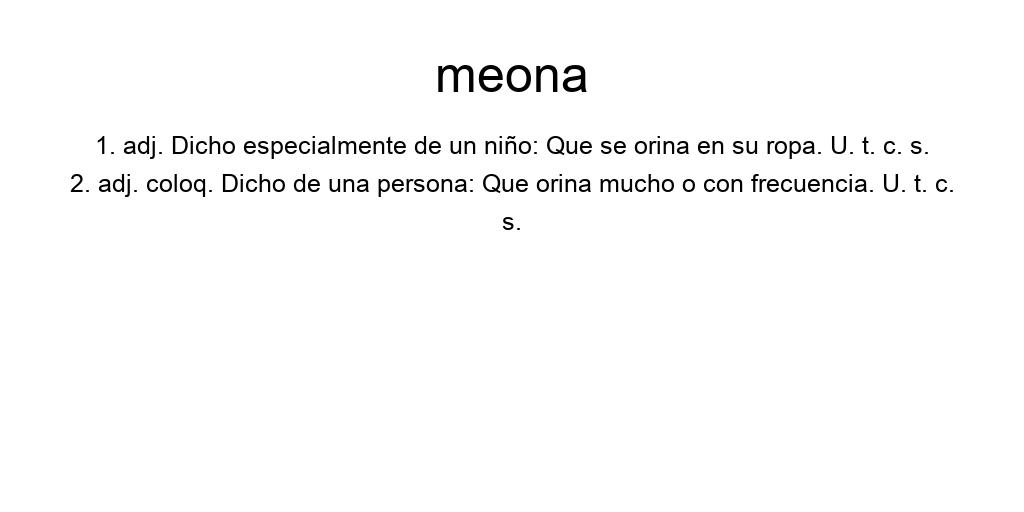 meona
1. adj. Dicho especialmente de un niño: Que se orina en su ropa. U. t. c. s.
2. adj. coloq. Dicho de una persona: Que orina mucho o con frecuencia. U. t. c.
s.